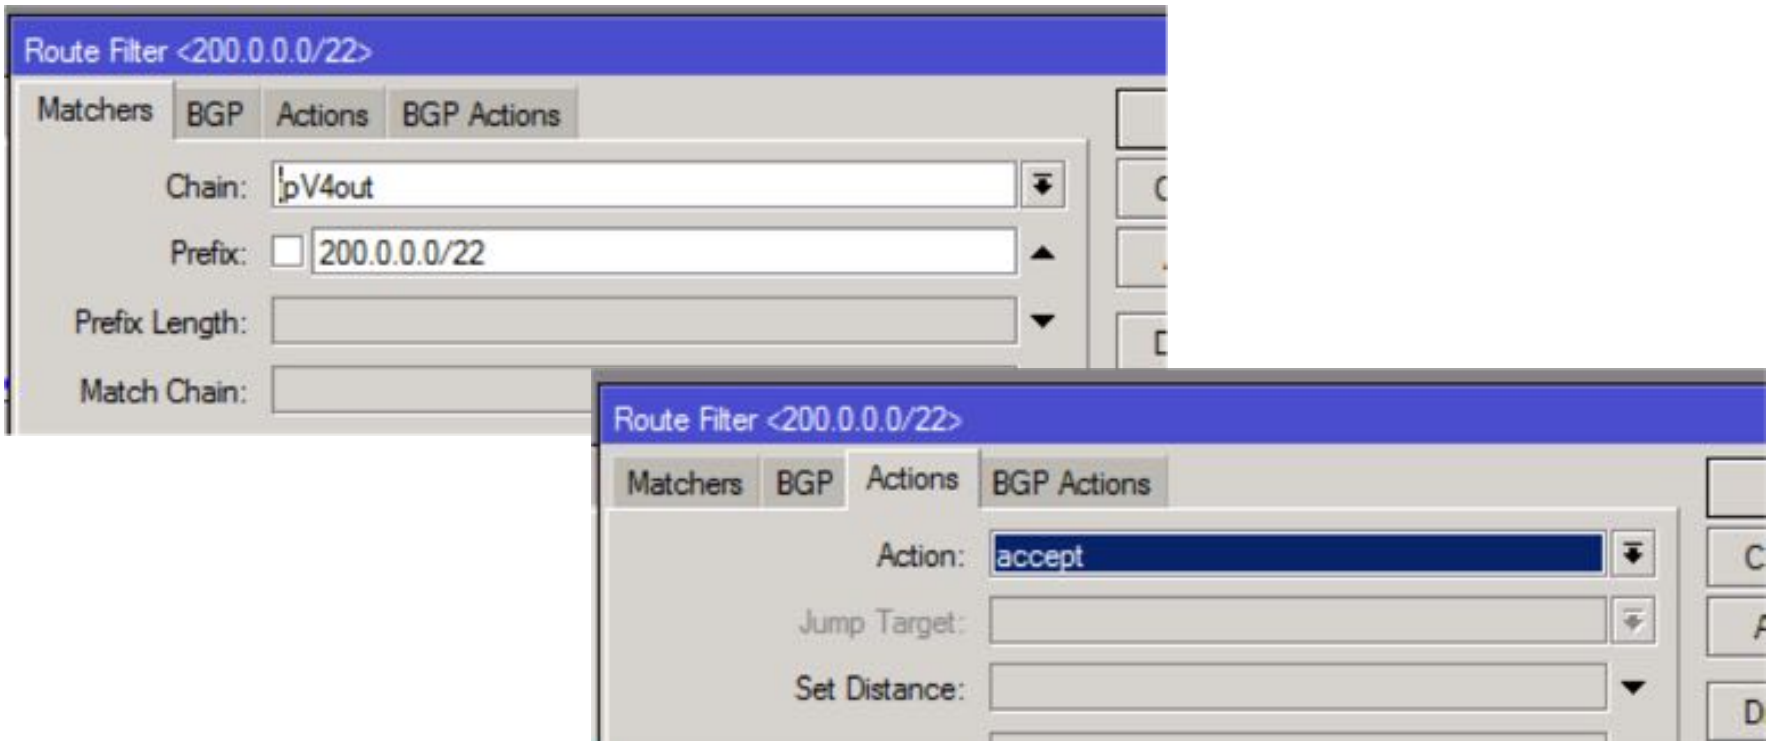 Route Filter <200.0.0.0/22>
Matchers BGP Actions BGP Actions
Chain: pV4out
Prefix: 200.0.0.0/22
Prefix Length:
Match Chain:
Route Filter <200.0.0.0/22>
Matchers BGP Actions BGP Actions
Action: accept
Jump Target:
Set Distance: